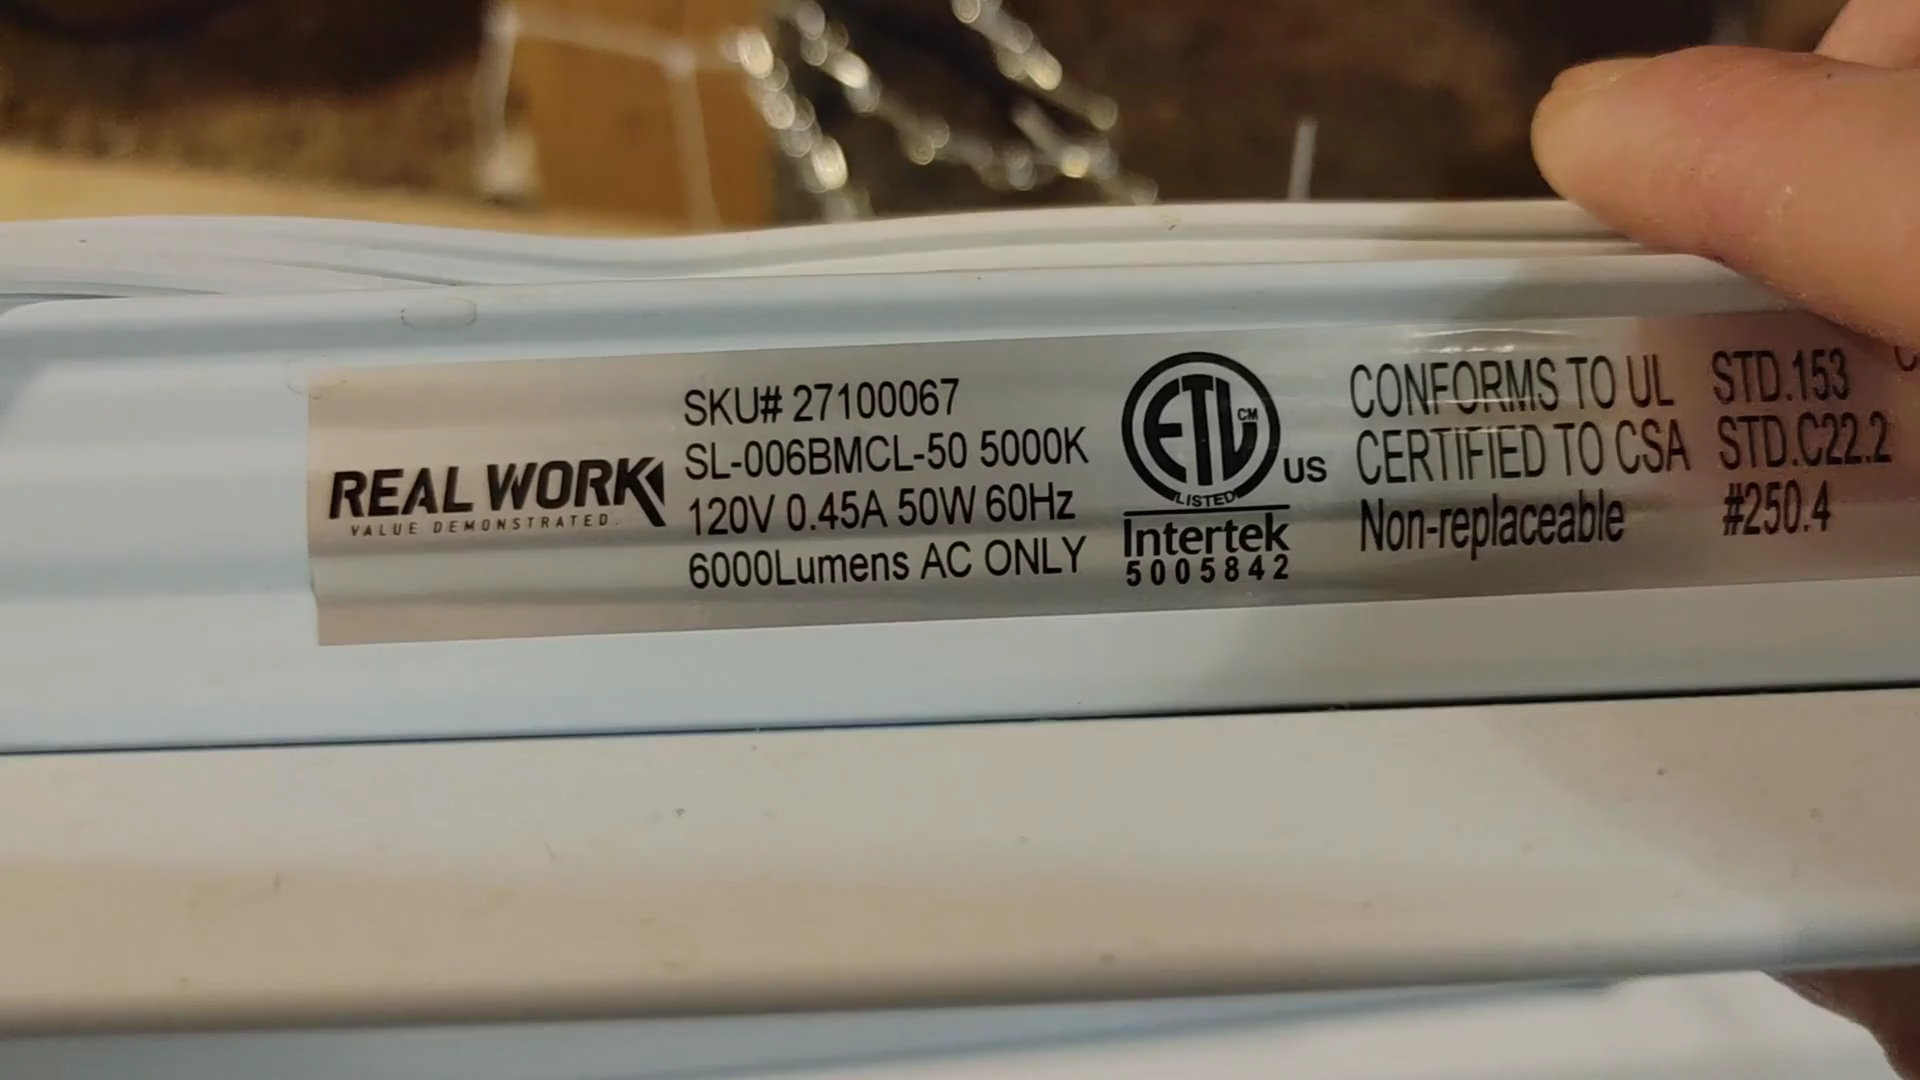 REAL WORK
VALUE DEMONSTRATED.
SKU# 27100067
SL-006BMCL-50 5000K
120V 0.45A 50W 60Hz
6000Lumens AC ONLY
ETL CM
LISTED
US
Intertek
5005842
CONFORMS TO UL STD.153
CERTIFIED TO CSA STD.C22.2
Non-replaceable #250.4